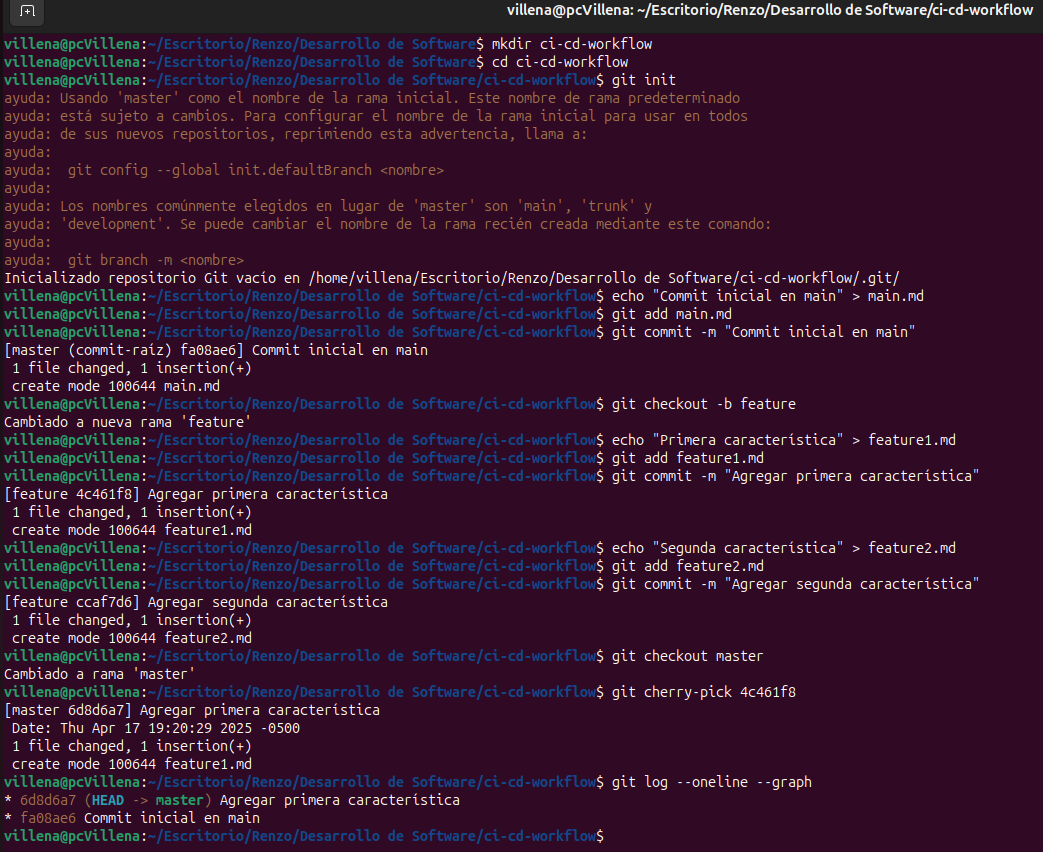 villena@pcVillena: ~/Escritorio/Renzo/Desarrollo de Software/ci-cd-workflow
villena@pcVillena:~/Escritorio/Renzo/Desarrollo de Software$ mkdir ci-cd-workflow
villena@pcVillena:~/Escritorio/Renzo/Desarrollo de Software$ cd ci-cd-workflow
villena@pcVillena:~/Escritorio/Renzo/Desarrollo de Software/ci-cd-workflow$ git init
ayuda: Usando 'master' como el nombre de la rama inicial. Este nombre de rama predeterminado
ayuda: está sujeto a cambios. Para configurar el nombre de la rama inicial para usar en todos
ayuda: de sus nuevos repositorios, reprimiendo esta advertencia, llama a:
ayuda:
ayuda:  git config --global init.defaultBranch <nombre>
ayuda:
ayuda: Los nombres comúnmente elegidos en lugar de 'master' son 'main', 'trunk' y
ayuda: 'development'. Se puede cambiar el nombre de la rama recién creada mediante este comando:
ayuda:
ayuda:  git branch -m <nombre>
Inicializado repositorio Git vacío en /home/villena/Escritorio/Renzo/Desarrollo de Software/ci-cd-workflow/.git/
villena@pcVillena:~/Escritorio/Renzo/Desarrollo de Software/ci-cd-workflow$ echo "Commit inicial en main" > main.md
villena@pcVillena:~/Escritorio/Renzo/Desarrollo de Software/ci-cd-workflow$ git add main.md
villena@pcVillena:~/Escritorio/Renzo/Desarrollo de Software/ci-cd-workflow$ git commit -m "Commit inicial en main"
[master (commit-raíz) fa08ae6] Commit inicial en main
 1 file changed, 1 insertion(+)
 create mode 100644 main.md
villena@pcVillena:~/Escritorio/Renzo/Desarrollo de Software/ci-cd-workflow$ git checkout -b feature
Cambiado a nueva rama 'feature'
villena@pcVillena:~/Escritorio/Renzo/Desarrollo de Software/ci-cd-workflow$ echo "Primera característica" > feature1.md
villena@pcVillena:~/Escritorio/Renzo/Desarrollo de Software/ci-cd-workflow$ git add feature1.md
villena@pcVillena:~/Escritorio/Renzo/Desarrollo de Software/ci-cd-workflow$ git commit -m "Agregar primera característica"
[feature 4c461f8] Agregar primera característica
 1 file changed, 1 insertion(+)
 create mode 100644 feature1.md
villena@pcVillena:~/Escritorio/Renzo/Desarrollo de Software/ci-cd-workflow$ echo "Segunda característica" > feature2.md
villena@pcVillena:~/Escritorio/Renzo/Desarrollo de Software/ci-cd-workflow$ git add feature2.md
villena@pcVillena:~/Escritorio/Renzo/Desarrollo de Software/ci-cd-workflow$ git commit -m "Agregar segunda característica"
[feature ccaf7d6] Agregar segunda característica
 1 file changed, 1 insertion(+)
 create mode 100644 feature2.md
villena@pcVillena:~/Escritorio/Renzo/Desarrollo de Software/ci-cd-workflow$ git checkout master
Cambiado a rama 'master'
villena@pcVillena:~/Escritorio/Renzo/Desarrollo de Software/ci-cd-workflow$ git cherry-pick 4c461f8
[master 6d8d6a7] Agregar primera característica
 Date: Thu Apr 17 19:20:29 2025 -0500
 1 file changed, 1 insertion(+)
 create mode 100644 feature1.md
villena@pcVillena:~/Escritorio/Renzo/Desarrollo de Software/ci-cd-workflow$ git log --oneline --graph
* 6d8d6a7 (HEAD -> master) Agregar primera característica
* fa08ae6 Commit inicial en main
villena@pcVillena:~/Escritorio/Renzo/Desarrollo de Software/ci-cd-workflow$